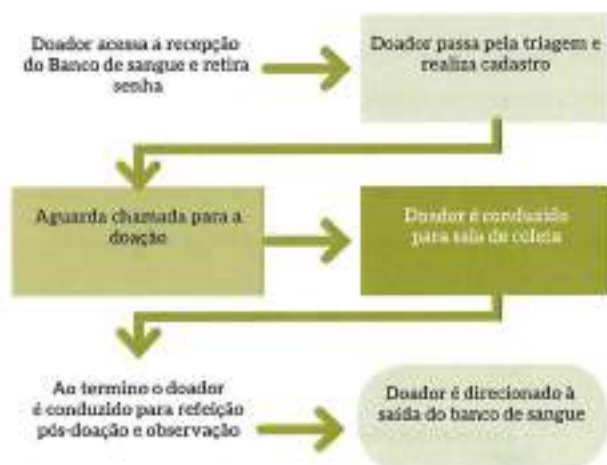 Doador acessa a recepção
do Banco de sangue e retira
senha
Doador passa pela triagem e
realiza cadastro
Aguarda chamada para a
doação
Doador é conduzido
para sala de coleta
Ao termino o doador
é conduzido para refeição
pós-doação e observação
Doador é direcionado à
saída do banco de sangue